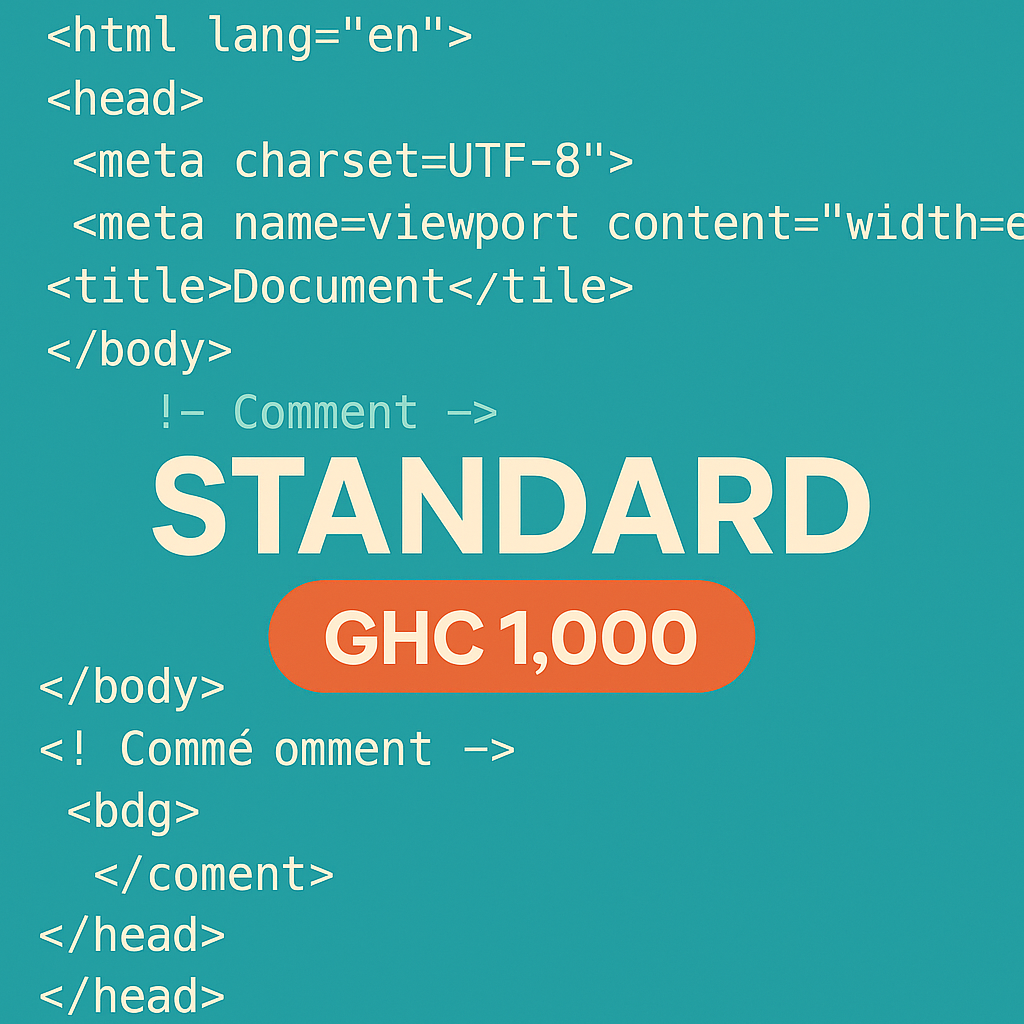 <html lang="en">
<head>
<meta charset=UTF-8">
<meta name=viewport content="width=e
<title>Document</tile>
</body>
!– Comment –>
STANDARD
GHC 1,000
</body>
<! Commé omment –>
<bdg>
</coment>
</head>
</head>